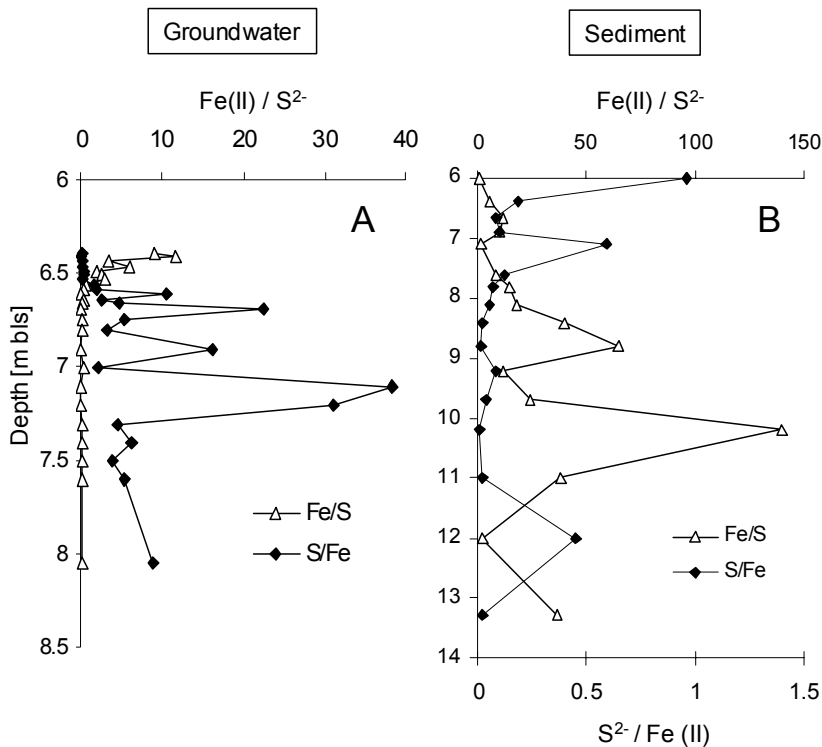 Groundwater
Fe(II) / S²⁻
0 10 20 30 40
A
6
6.5
7
7.5
8
8.5
Depth [m bls]
Fe/S
S/Fe
Sediment
Fe(II) / S²⁻
0 50 100 150
B
6
7
8
9
10
11
12
13
14
Fe/S
S/Fe
0 0.5 1 1.5
S²⁻ / Fe (II)